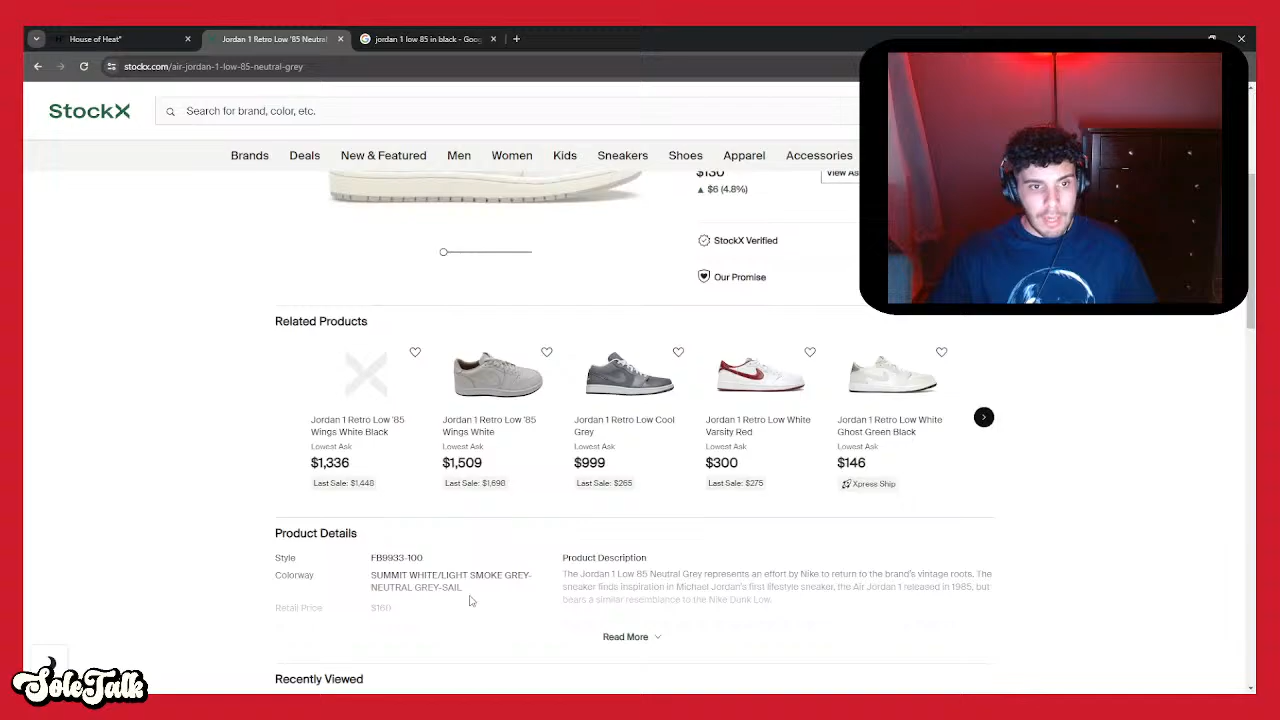 House of Heat°
Jordan 1 Retro Low '85 Neutral
jordan 1 low 85 in black - Goog
stockx.com/air-jordan-1-low-85-neutral-grey
StockX
Search for brand, color, etc.
Brands
Deals
New & Featured
Men
Women
Kids
Sneakers
Shoes
Apparel
Accessories
$130
View As
▲ $6 (4.8%)
StockX Verified
Our Promise
Related Products
Jordan 1 Retro Low '85
Wings White Black
Lowest Ask
$1,336
Last Sale: $1,448
Jordan 1 Retro Low '85
Wings White
Lowest Ask
$1,509
Last Sale: $1,698
Jordan 1 Retro Low Cool
Grey
Lowest Ask
$999
Last Sale: $265
Jordan 1 Retro Low White
Varsity Red
Lowest Ask
$300
Last Sale: $275
Jordan 1 Retro Low White
Ghost Green Black
Lowest Ask
$146
Xpress Ship
Product Details
Style
FB9933-100
Colorway
SUMMIT WHITE/LIGHT SMOKE GREY-
NEUTRAL GREY-SAIL
Retail Price
$160
Product Description
The Jordan 1 Low 85 Neutral Grey represents an effort by Nike to return to the brand's vintage roots. The
sneaker finds inspiration in Michael Jordan's first lifestyle sneaker, the Air Jordan 1 released in 1985, but
bears a similar resemblance to the Nike Dunk Low.
Read More
Recently Viewed
SoleTalk